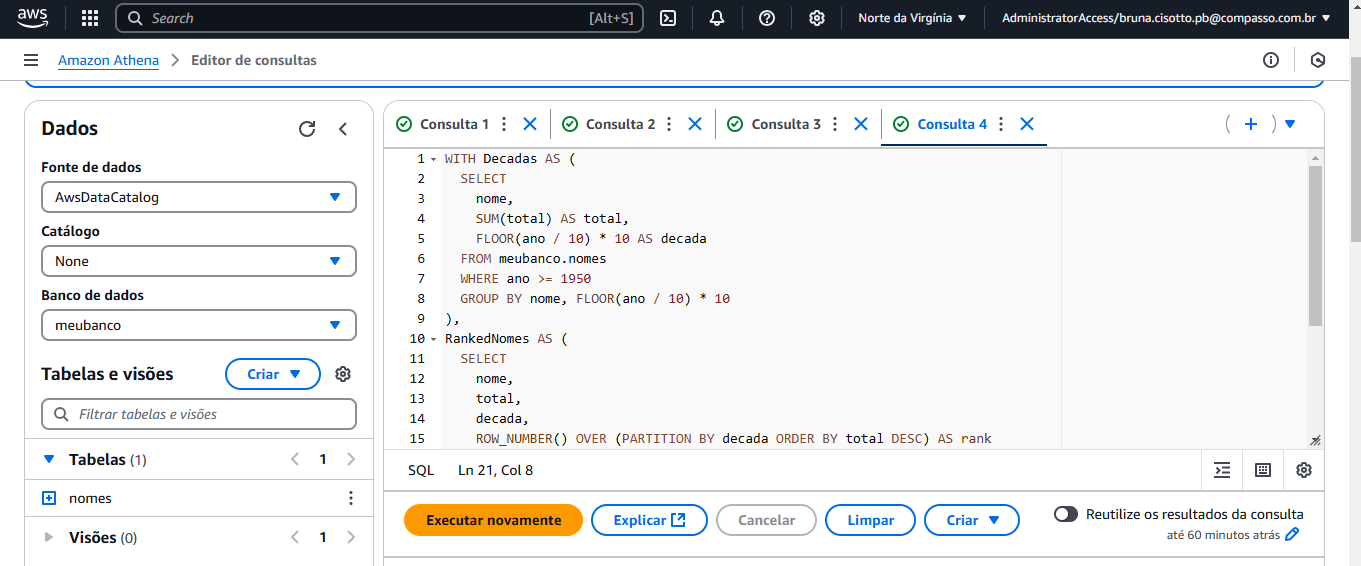 aws
Search
[Alt+S]
Norte da Virgínia
AdministratorAccess/bruna.cisotto.pb@compasso.com.br
Amazon Athena
Editor de consultas
Dados
Fonte de dados
AwsDataCatalog
Catálogo
None
Banco de dados
meubanco
Tabelas e visões
Criar
Filtrar tabelas e visões
Tabelas (1)
1
nomes
Visões (0)
1
Consulta 1
Consulta 2
Consulta 3
Consulta 4
1 WITH Decadas AS (
2 SELECT
3 nome,
4 SUM(total) AS total,
5 FLOOR(ano / 10) * 10 AS decada
6 FROM meubanco.nomes
7 WHERE ano >= 1950
8 GROUP BY nome, FLOOR(ano / 10) * 10
9 ),
10 RankedNomes AS (
11 SELECT
12 nome,
13 total,
14 decada,
15 ROW_NUMBER() OVER (PARTITION BY decada ORDER BY total DESC) AS rank
SQL
Ln 21, Col 8
Executar novamente
Explicar
Cancelar
Limpar
Criar
Reutilize os resultados da consulta
até 60 minutos atrás